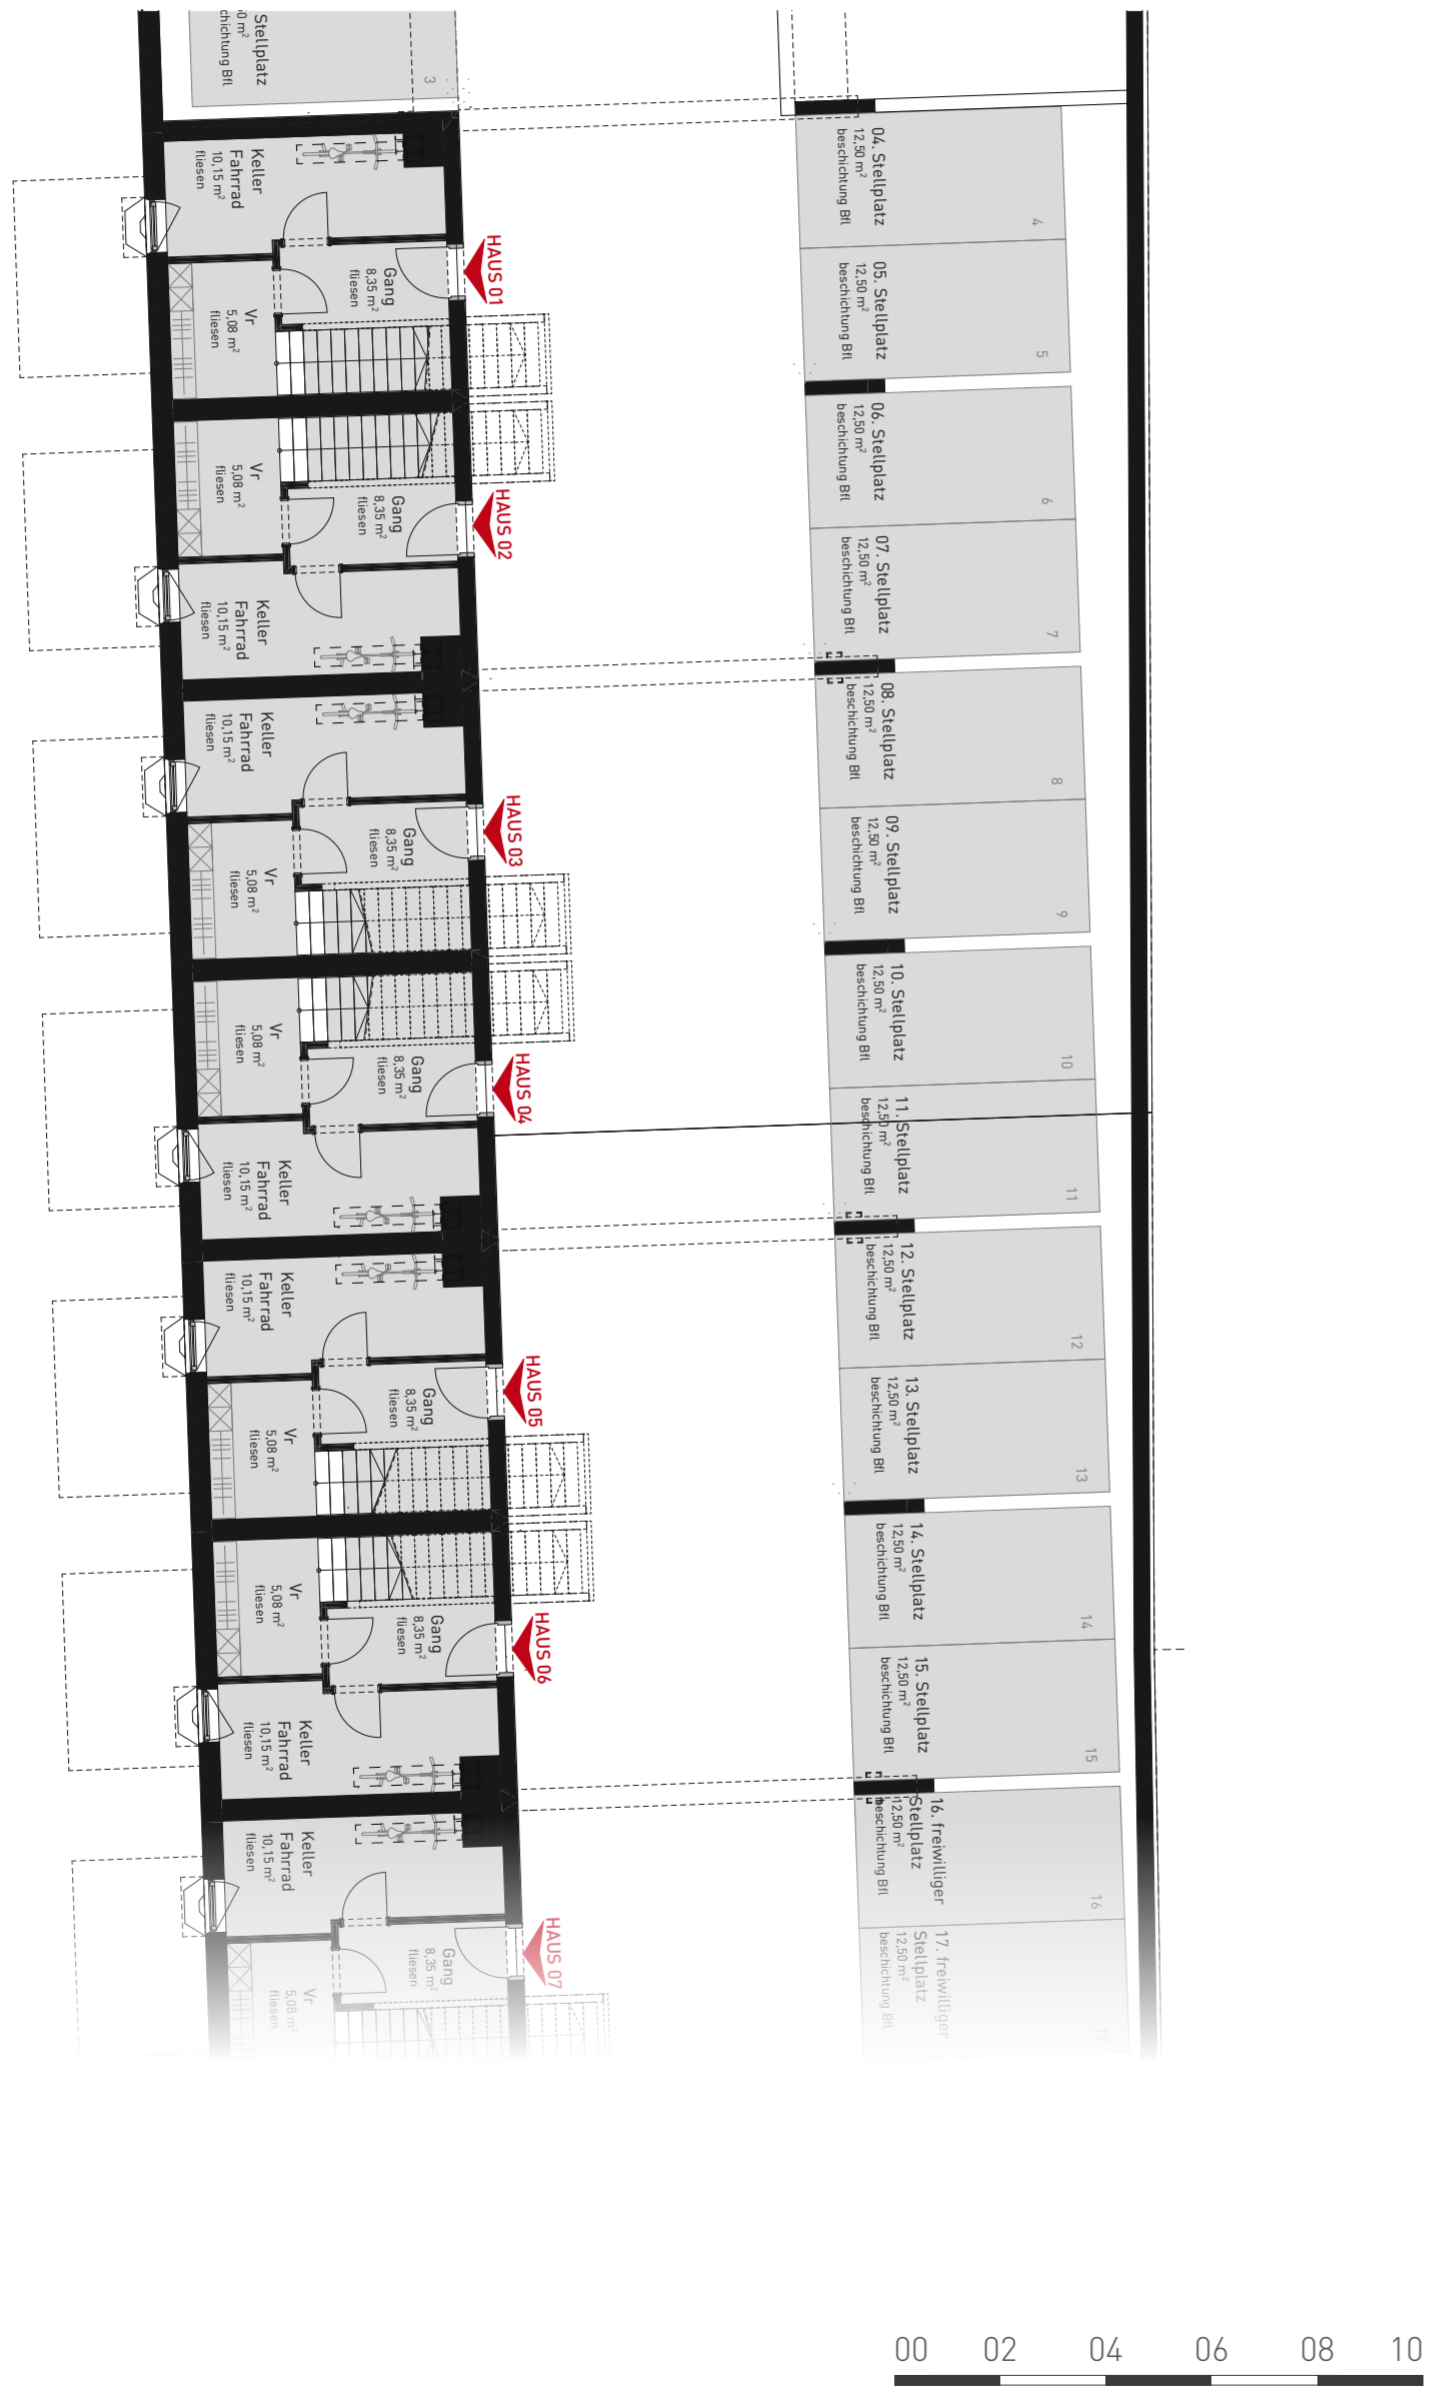 Stellplatz
0 m²
chichtung Bfl
3
Keller
Fahrrad
10,15 m²
fliesen
HAUS 01
Gang
8,35 m²
fliesen
Vr
5,08 m²
fliesen
Vr
5,08 m²
fliesen
Gang
8,35 m²
fliesen
HAUS 02
Keller
Fahrrad
10,15 m²
fliesen
Keller
Fahrrad
10,15 m²
fliesen
HAUS 03
Gang
8,35 m²
fliesen
Vr
5,08 m²
fliesen
Vr
5,08 m²
fliesen
Gang
8,35 m²
fliesen
HAUS 04
Keller
Fahrrad
10,15 m²
fliesen
Keller
Fahrrad
10,15 m²
fliesen
HAUS 05
Gang
8,35 m²
fliesen
Vr
5,08 m²
fliesen
Vr
5,08 m²
fliesen
Gang
8,35 m²
fliesen
HAUS 06
Keller
Fahrrad
10,15 m²
fliesen
Keller
Fahrrad
10,15 m²
fliesen
HAUS 07
Gang
8,35 m²
fliesen
Vr
5,08 m²
fliesen
04. Stellplatz
12,50 m²
beschichtung Bfl
4
05. Stellplatz
12,50 m²
beschichtung Bfl
5
06. Stellplatz
12,50 m²
beschichtung Bfl
6
07. Stellplatz
12,50 m²
beschichtung Bfl
7
08. Stellplatz
12,50 m²
beschichtung Bfl
8
09. Stellplatz
12,50 m²
beschichtung Bfl
9
10. Stellplatz
12,50 m²
beschichtung Bfl
10
11. Stellplatz
12,50 m²
beschichtung Bfl
11
12. Stellplatz
12,50 m²
beschichtung Bfl
12
13. Stellplatz
12,50 m²
beschichtung Bfl
13
14. Stellplatz
12,50 m²
beschichtung Bfl
14
15. Stellplatz
12,50 m²
beschichtung Bfl
15
16. freiwilliger
Stellplatz
12,50 m²
beschichtung Bfl
16
17. freiwilliger
Stellplatz
12,50 m²
beschichtung Bfl
17
00 02 04 06 08 10